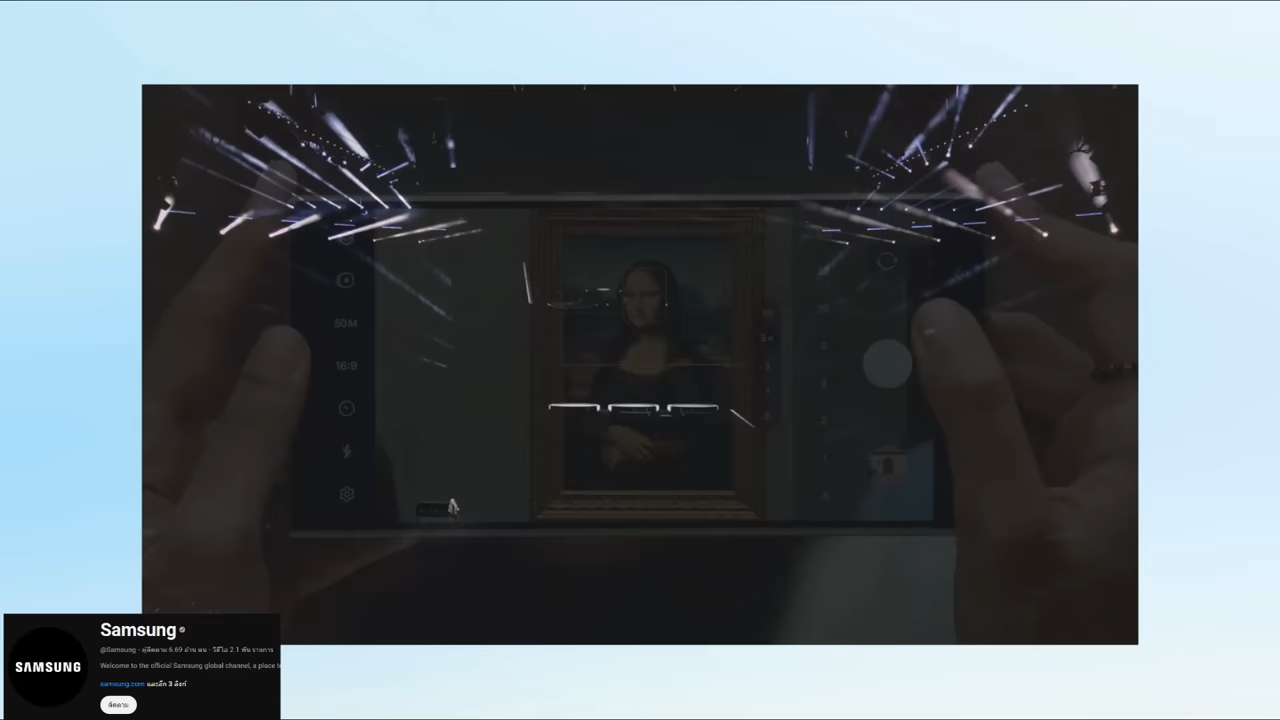 50M
16:9
SAMSUNG
Samsung
@Samsung · ผู้ติดตาม 6.69 ล้าน คน · วิดีโอ 2.1 พัน รายการ
Welcome to the official Samsung global channel, a place
samsung.com และอีก 3 ลิงก์
ติดตาม